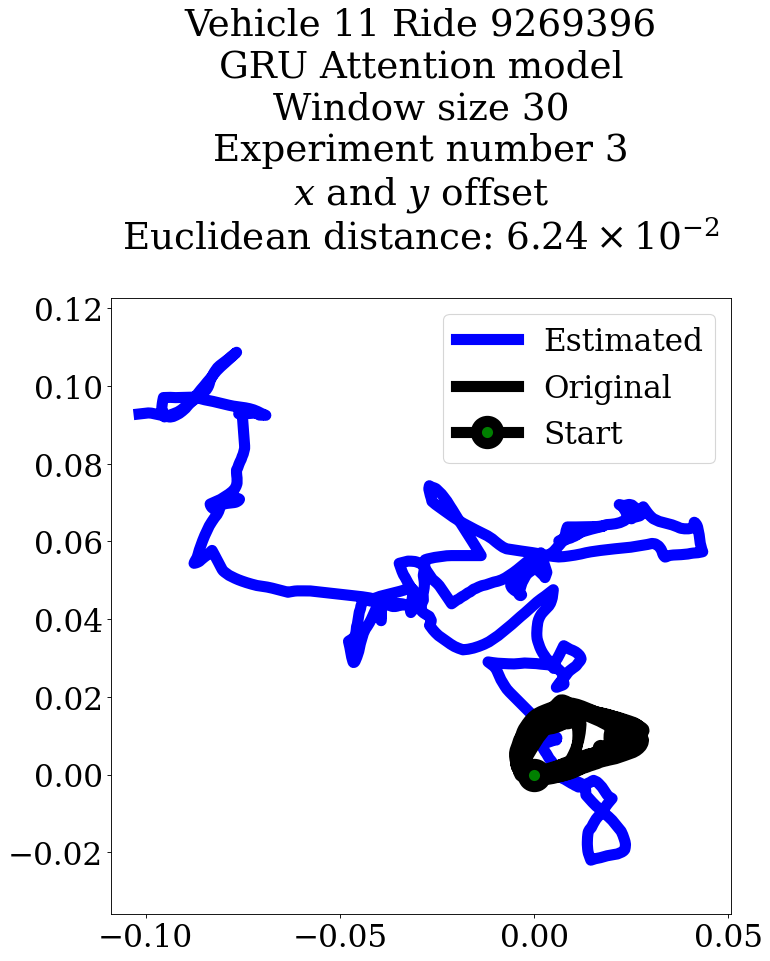 Vehicle 11 Ride 9269396
GRU Attention model
Window size 30
Experiment number 3
x and y offset
Euclidean distance: 6.24 × 10⁻²
0.12
Estimated
0.10
Original
Start
0.08
0.06
0.04
0.02
0.00
−0.02
−0.10 −0.05 0.00 0.05